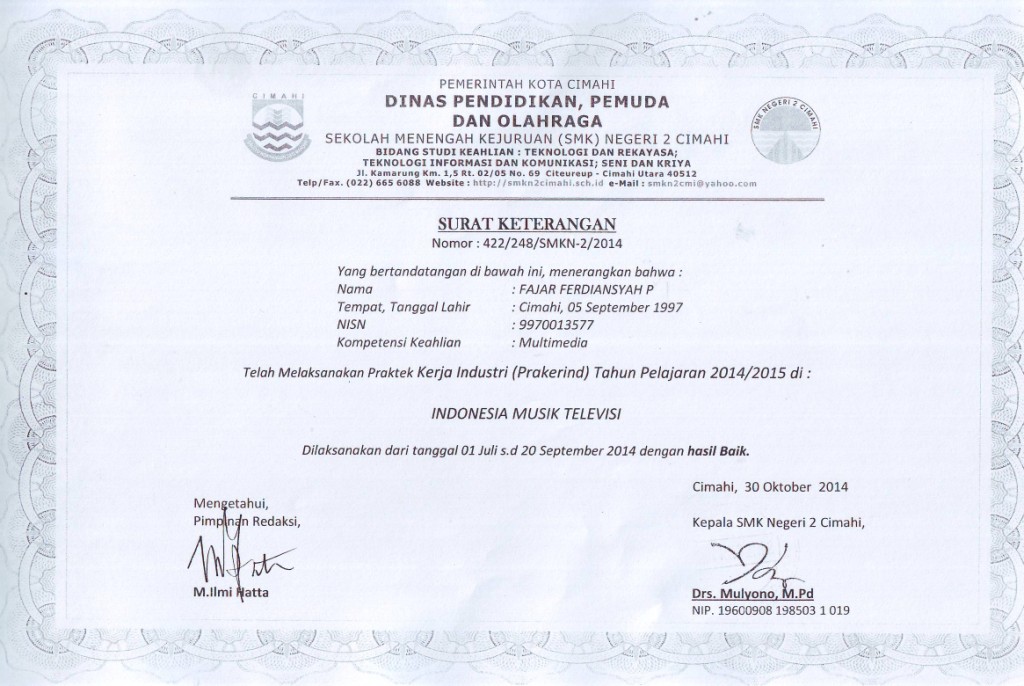 CIMAHI
SMK NEGERI 2 CIMAHI
PEMERINTAH KOTA CIMAHI
DINAS PENDIDIKAN, PEMUDA
DAN OLAHRAGA
SEKOLAH MENENGAH KEJURUAN (SMK) NEGERI 2 CIMAHI
BIDANG STUDI KEAHLIAN : TEKNOLOGI DAN REKAYASA;
TEKNOLOGI INFORMASI DAN KOMUNIKASI; SENI DAN KRIYA
Jl. Kamarung Km. 1,5 Rt. 02/05 No. 69 Citeureup - Cimahi Utara 40512
Telp/Fax. (022) 665 6088 Website : http://smkn2cimahi.sch.id e-Mail : smkn2cmi@yahoo.com
SURAT KETERANGAN
Nomor : 422/248/SMKN-2/2014
Yang bertandatangan di bawah ini, menerangkan bahwa :
Nama : FAJAR FERDIANSYAH P
Tempat, Tanggal Lahir : Cimahi, 05 September 1997
NISN : 9970013577
Kompetensi Keahlian : Multimedia
Telah Melaksanakan Praktek Kerja Industri (Prakerind) Tahun Pelajaran 2014/2015 di :
INDONESIA MUSIK TELEVISI
Dilaksanakan dari tanggal 01 Juli s.d 20 September 2014 dengan hasil Baik.
Cimahi, 30 Oktober 2014
Mengetahui,
Pimpinan Redaksi,
Kepala SMK Negeri 2 Cimahi,
M.Ilmi Hatta
Drs. Mulyono, M.Pd
NIP. 19600908 198503 1 019